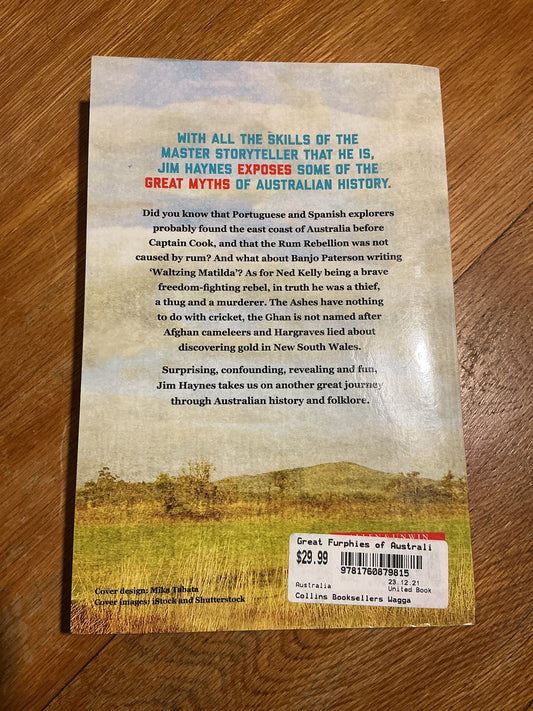 WITH ALL THE SKILLS OF THE
MASTER STORYTELLER THAT HE IS,
JIM HAYNES EXPOSES SOME OF THE
GREAT MYTHS OF AUSTRALIAN HISTORY.
Did you know that Portuguese and Spanish explorers
probably found the east coast of Australia before
Captain Cook, and that the Rum Rebellion was not
caused by rum? And what about Banjo Paterson writing
‘Waltzing Matilda’? As for Ned Kelly being a brave
freedom-fighting rebel, in truth he was a thief,
a thug and a murderer. The Ashes have nothing
to do with cricket, the Ghan is not named after
Afghan cameleers and Hargraves lied about
discovering gold in New South Wales.
Surprising, confounding, revealing and fun,
Jim Haynes takes us on another great journey
through Australian history and folklore.
Great Furphies of Australi
$29.99
9781760879815
23.12.21
Australia United Book
Collins Booksellers Wagga
Cover design: Mika Tabata
Cover images: iStock and Shutterstock